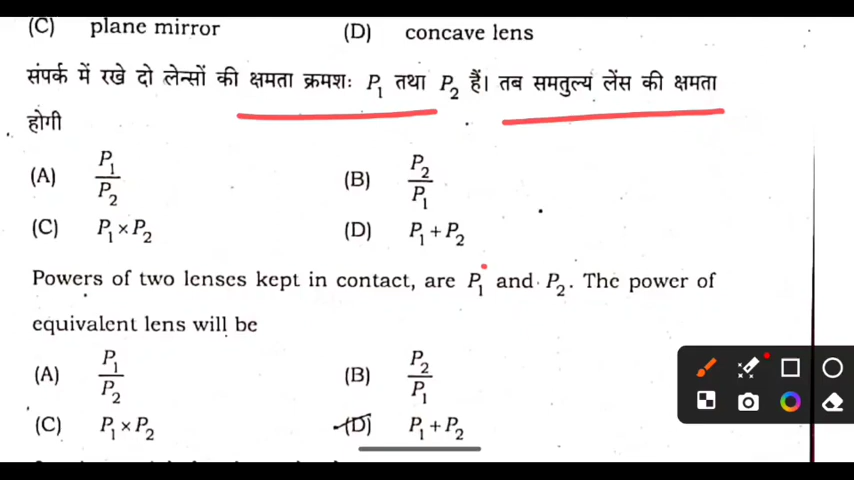 (C) plane mirror (D) concave lens
संपर्क में रखे दो लेन्सों की क्षमता क्रमशः P₁ तथा P₂ हैं। तब समतुल्य लेंस की क्षमता
होगी
(A) P₁/P₂ (B) P₂/P₁
(C) P₁ × P₂ (D) P₁ + P₂
Powers of two lenses kept in contact, are P₁ and P₂. The power of
equivalent lens will be
(A) P₁/P₂ (B) P₂/P₁
(C) P₁ × P₂ (D) P₁ + P₂